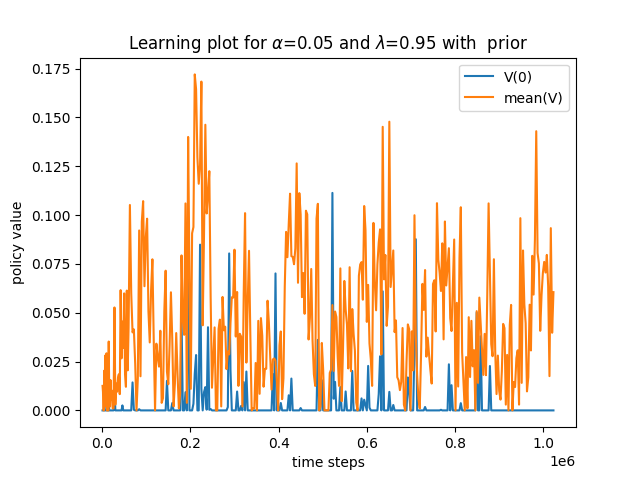 Learning plot for α=0.05 and λ=0.95 with  prior
V(0)
mean(V)
policy value
0.175
0.150
0.125
0.100
0.075
0.050
0.025
0.000
0.0 0.2 0.4 0.6 0.8 1.0
1e6
time steps